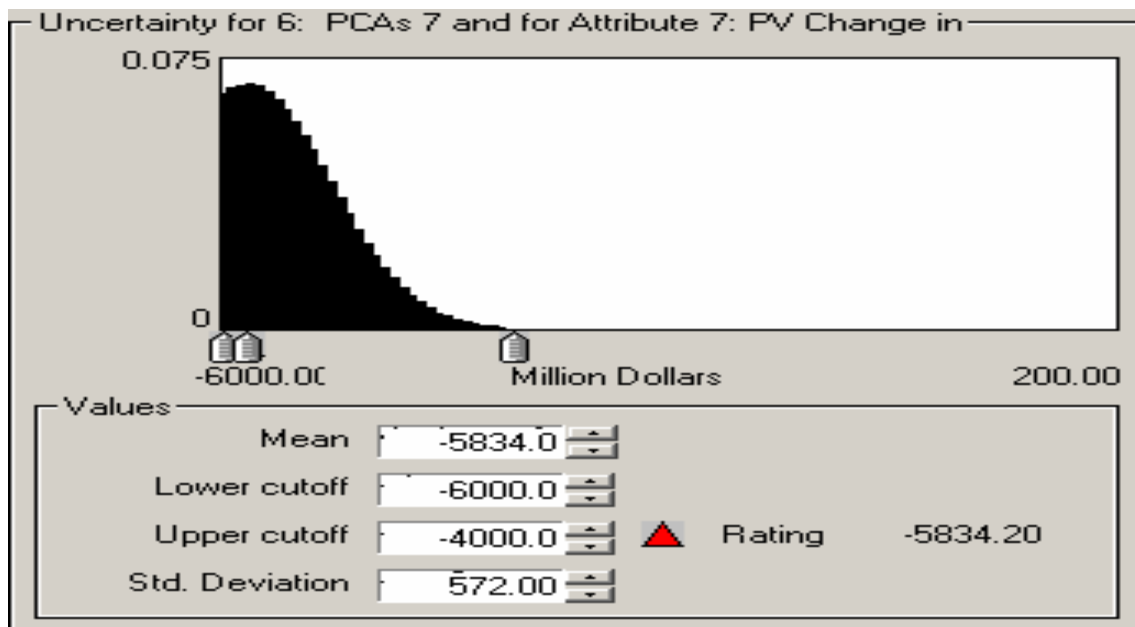 Uncertainty for 6: PCAs 7 and for Attribute 7: PV Change in
0.075
0
-6000.00 Million Dollars 200.00
Values
Mean -5834.0
Lower cutoff -6000.0
Upper cutoff -4000.0 Rating -5834.20
Std. Deviation 572.00